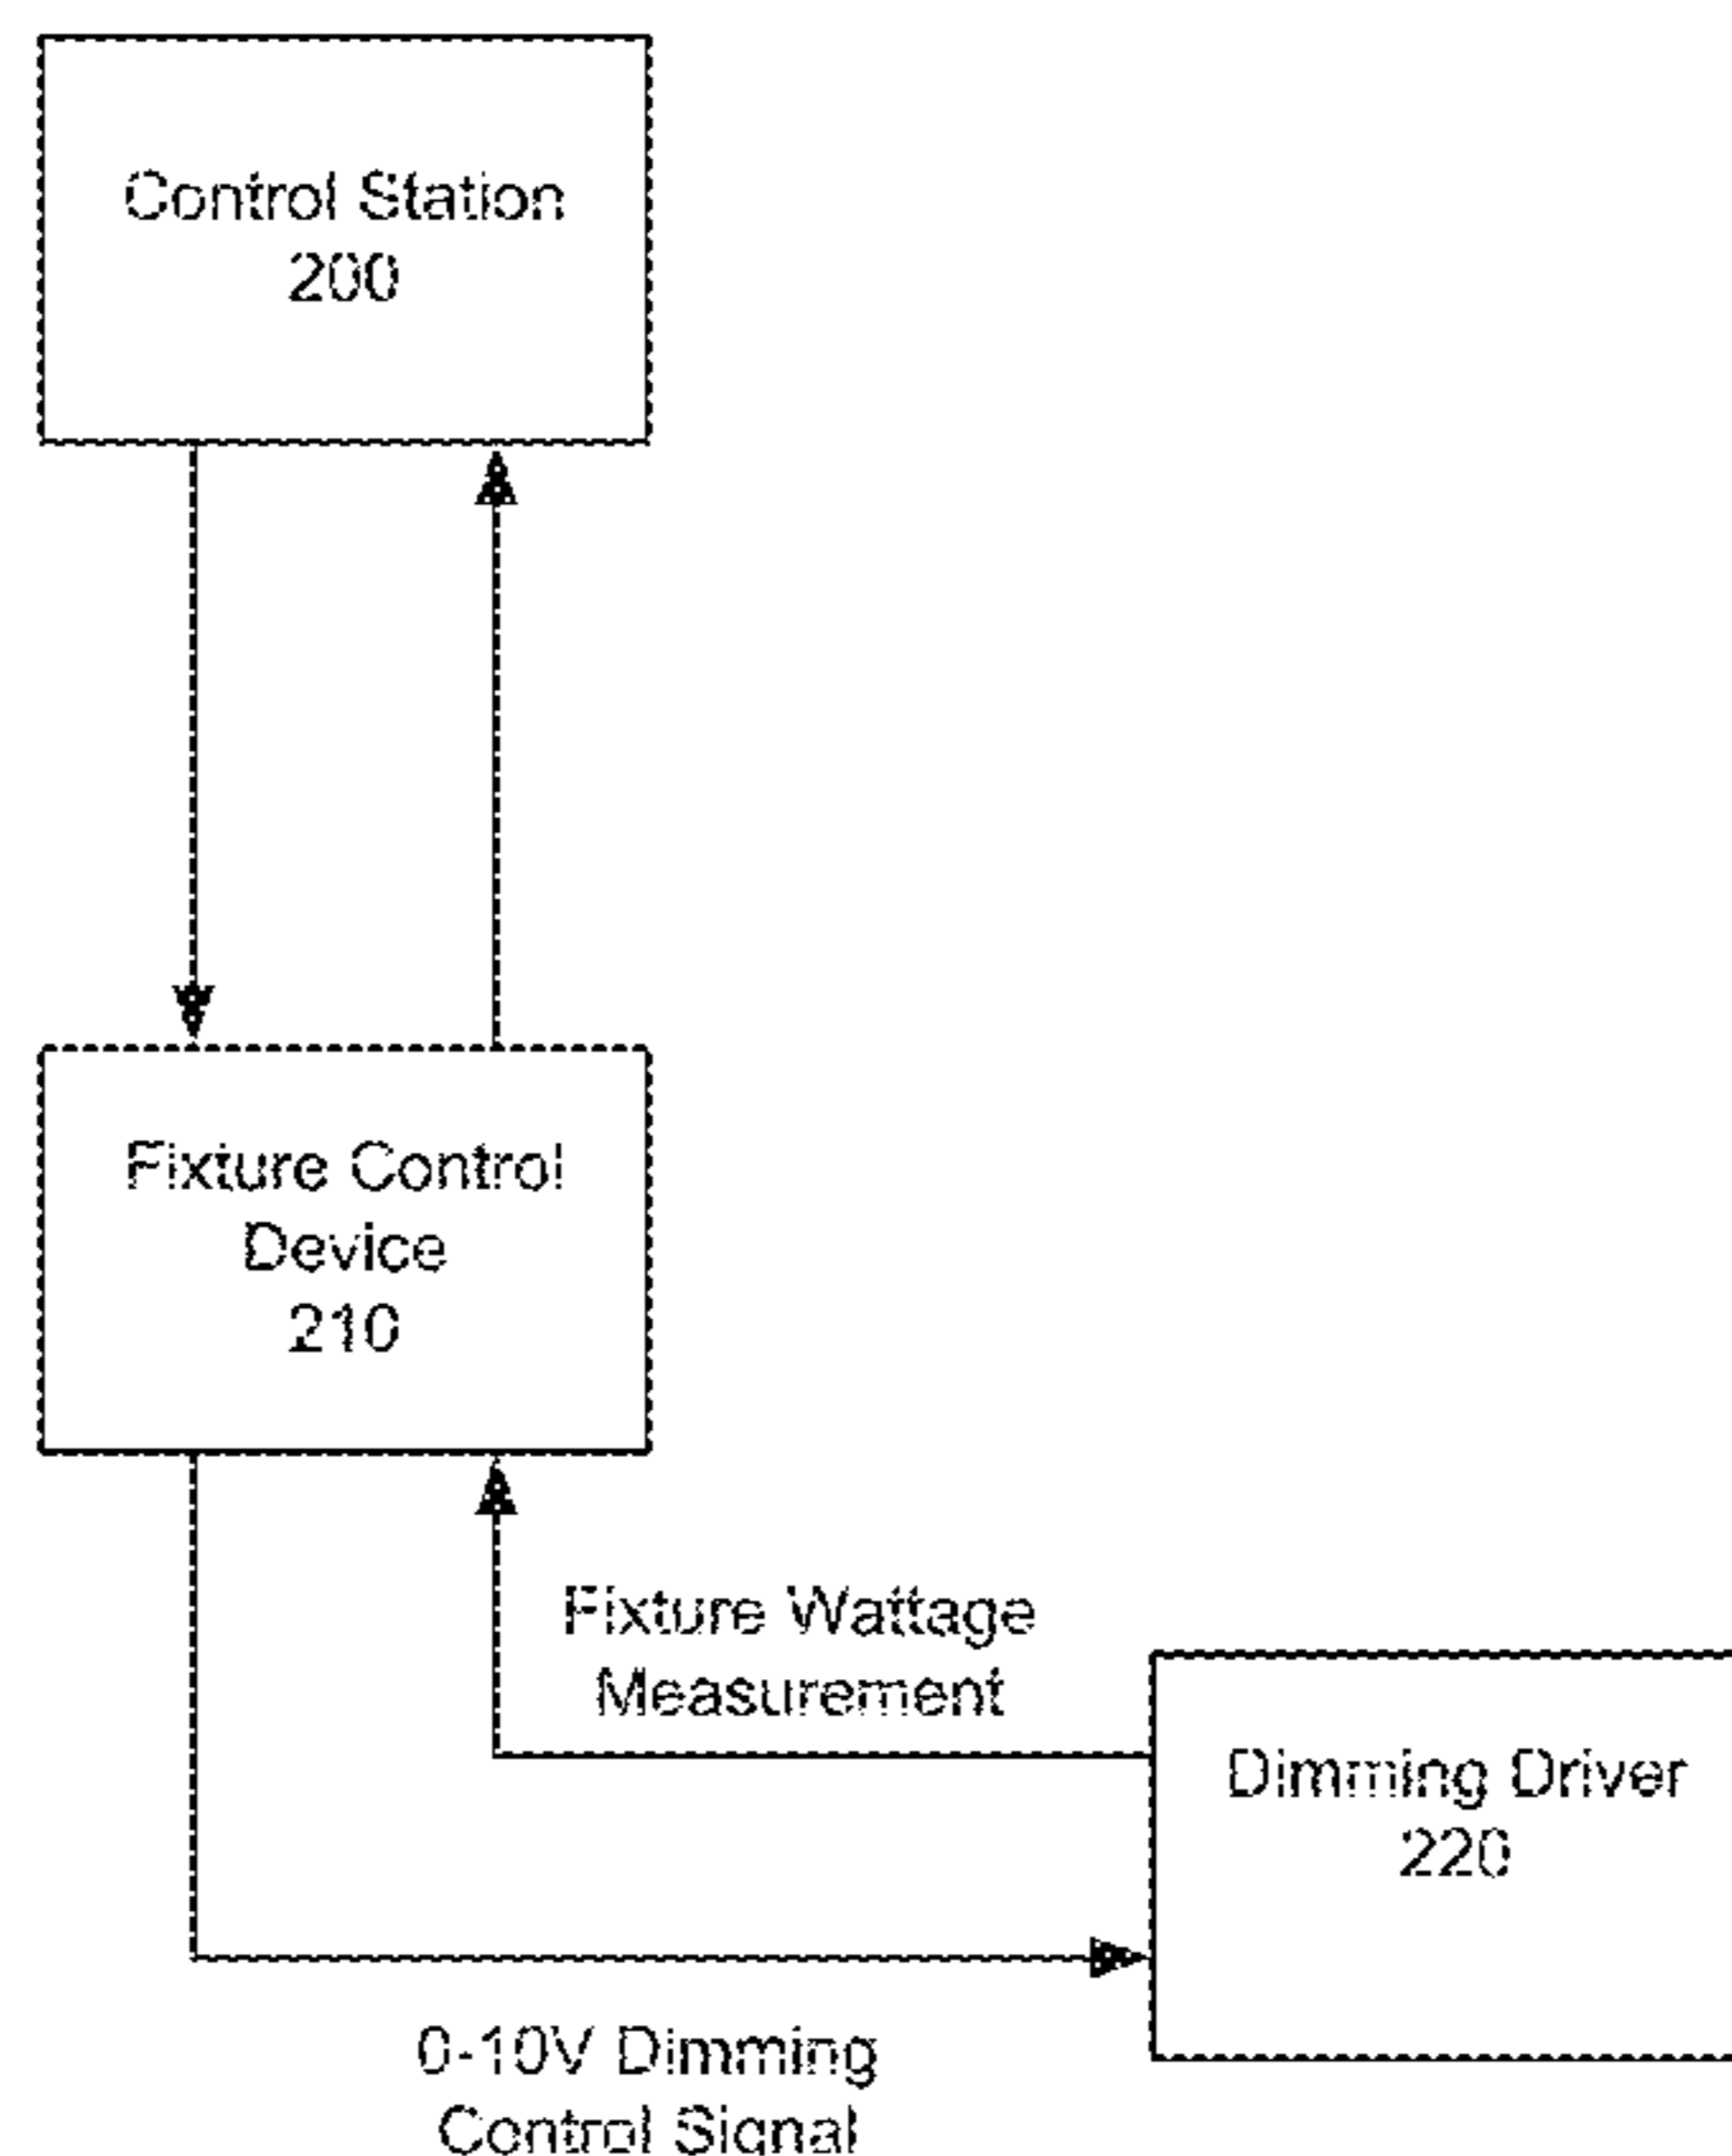 Control Station
200
Fixture Control
Device
210
Fixture Wattage
Measurement
Dimming Driver
220
0-10V Dimming
Control Signal